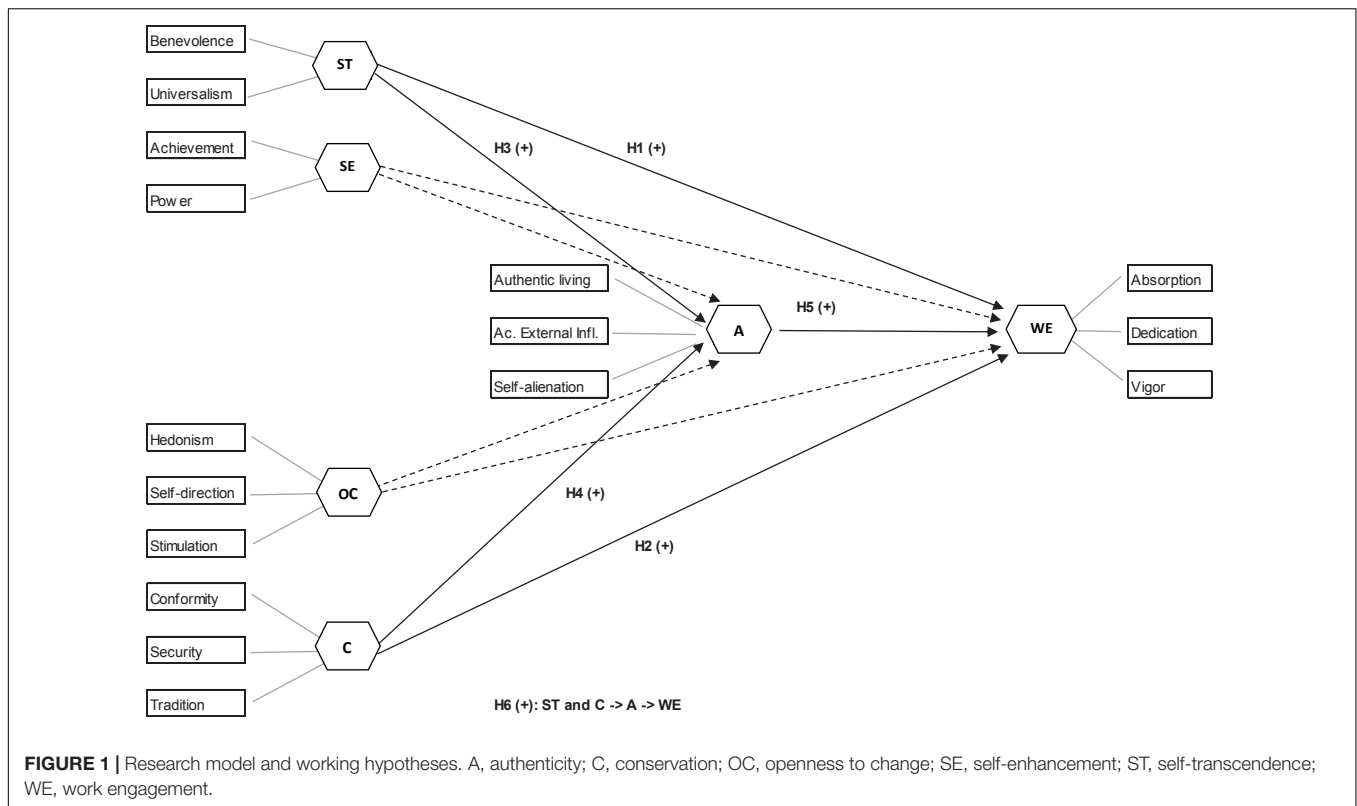 Benevolence
ST
Universalism
Achievement
H3 (+)
H1 (+)
SE
Power
Authentic living
Absorption
H5 (+)
Ac. External Infl.
A
WE
Dedication
Self-alienation
Vigor
Hedonism
Self-direction
OC
H4 (+)
Stimulation
H2 (+)
Conformity
Security
C
Tradition
H6 (+): ST and C -> A -> WE
FIGURE 1 | Research model and working hypotheses. A, authenticity; C, conservation; OC, openness to change; SE, self-enhancement; ST, self-transcendence;
WE, work engagement.